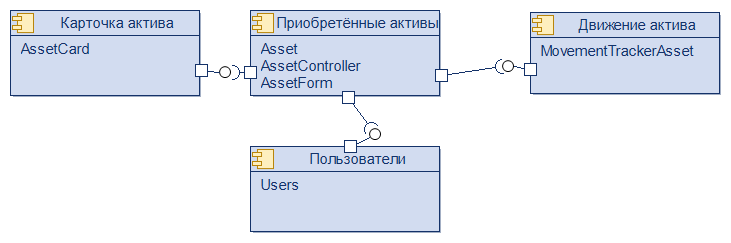 Карточка актива
AssetCard
Приобретённые активы
Asset
AssetController
AssetForm
Движение актива
MovementTrackerAsset
Пользователи
Users